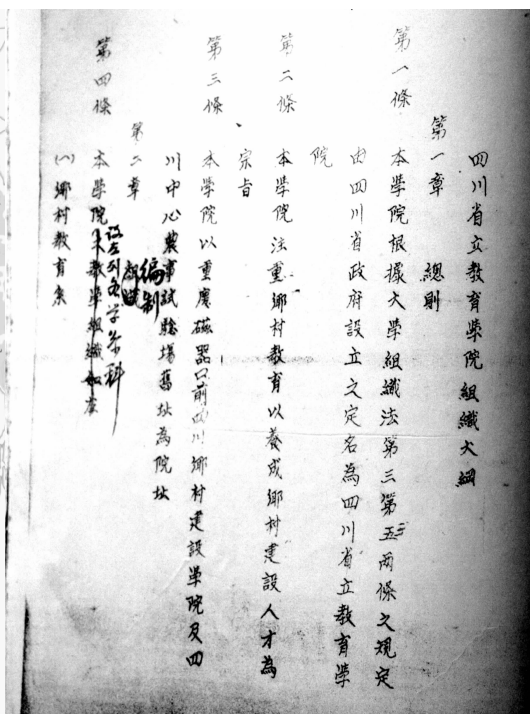 四川省立教育學院組織大綱
第一章 總則
第一條 本學院根據大學組織法第三第五兩條之規定
由四川省政府設立之定名為四川省立教育學
院
第二條 本學院注重鄉村教育以養成鄉村建設人才為
宗旨
第三條 本學院以重慶磁器口前四川鄉村建設學院及四
川中心農事試驗場舊址為院址
第二章 編制
第四條 本學院設左列各學系科
(一)鄉村教育系